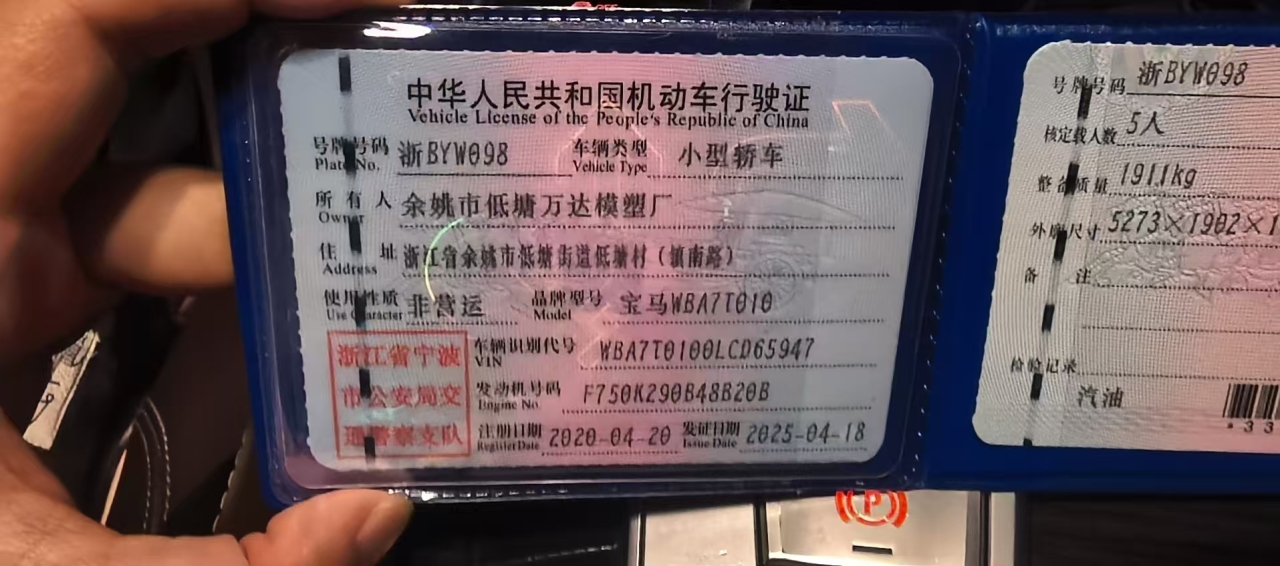 中华人民共和国机动车行驶证
Vehicle License of the People's Republic of China
号牌号码 浙BYW098 车辆类型 小型轿车
Plate No. Vehicle Type
所有人 余姚市低塘万达模塑厂
Owner
住址 浙江省余姚市低塘街道低塘村（镇南路）
Address
使用性质 非营运 品牌型号 宝马WBA7T010
Use Character Model
浙江省宁波
市公安局交
通警察支队
车辆识别代号 WBA7T0100LCD65947
VIN
发动机号码 F750K290B48B20B
Engine No.
注册日期 2020-04-20 发证日期 2025-04-18
Register Date Issue Date
号牌号码 浙BYW098
核定载人数 5人
整备质量 1911kg
外廓尺寸 5273×1902×1
备注
检验记录
汽油
*33
P